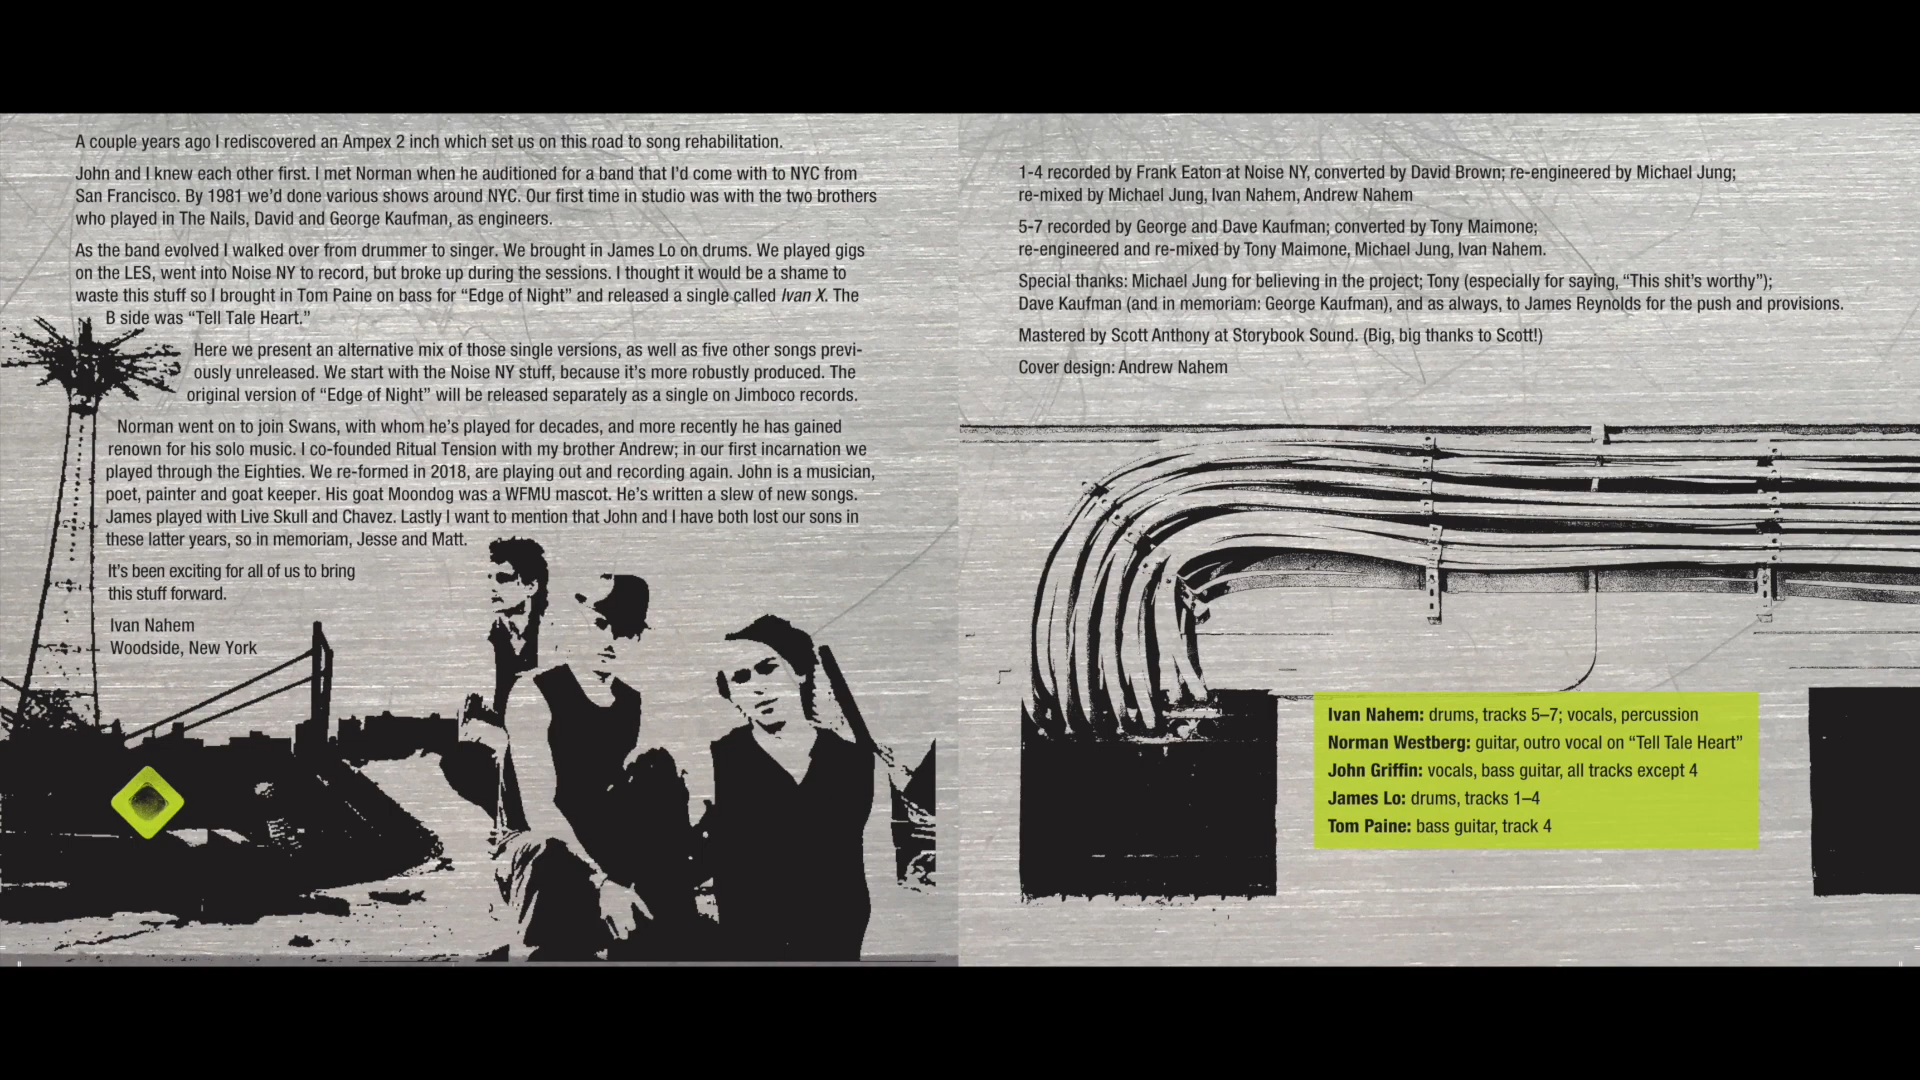 A couple years ago I rediscovered an Ampex 2 inch which set us on this road to song rehabilitation.
John and I knew each other first. I met Norman when he auditioned for a band that I’d come with to NYC from
San Francisco. By 1981 we’d done various shows around NYC. Our first time in studio was with the two brothers
who played in The Nails, David and George Kaufman, as engineers.
As the band evolved I walked over from drummer to singer. We brought in James Lo on drums. We played gigs
on the LES, went into Noise NY to record, but broke up during the sessions. I thought it would be a shame to
waste this stuff so I brought in Tom Paine on bass for “Edge of Night” and released a single called Ivan X. The
B side was “Tell Tale Heart.”
Here we present an alternative mix of those single versions, as well as five other songs previ-
ously unreleased. We start with the Noise NY stuff, because it’s more robustly produced. The
original version of “Edge of Night” will be released separately as a single on Jimboco records.
Norman went on to join Swans, with whom he’s played for decades, and more recently he has gained
renown for his solo music. I co-founded Ritual Tension with my brother Andrew; in our first incarnation we
played through the Eighties. We re-formed in 2018, are playing out and recording again. John is a musician,
poet, painter and goat keeper. His goat Moondog was a WFMU mascot. He’s written a slew of new songs.
James played with Live Skull and Chavez. Lastly I want to mention that John and I have both lost our sons in
these latter years, so in memoriam, Jesse and Matt.
It’s been exciting for all of us to bring
this stuff forward.
Ivan Nahem
Woodside, New York
1-4 recorded by Frank Eaton at Noise NY, converted by David Brown; re-engineered by Michael Jung;
re-mixed by Michael Jung, Ivan Nahem, Andrew Nahem
5-7 recorded by George and Dave Kaufman; converted by Tony Maimone;
re-engineered and re-mixed by Tony Maimone, Michael Jung, Ivan Nahem.
Special thanks: Michael Jung for believing in the project; Tony (especially for saying, “This shit’s worthy”);
Dave Kaufman (and in memoriam: George Kaufman), and as always, to James Reynolds for the push and provisions.
Mastered by Scott Anthony at Storybook Sound. (Big, big thanks to Scott!)
Cover design: Andrew Nahem
Ivan Nahem: drums, tracks 5–7; vocals, percussion
Norman Westberg: guitar, outro vocal on “Tell Tale Heart”
John Griffin: vocals, bass guitar, all tracks except 4
James Lo: drums, tracks 1–4
Tom Paine: bass guitar, track 4